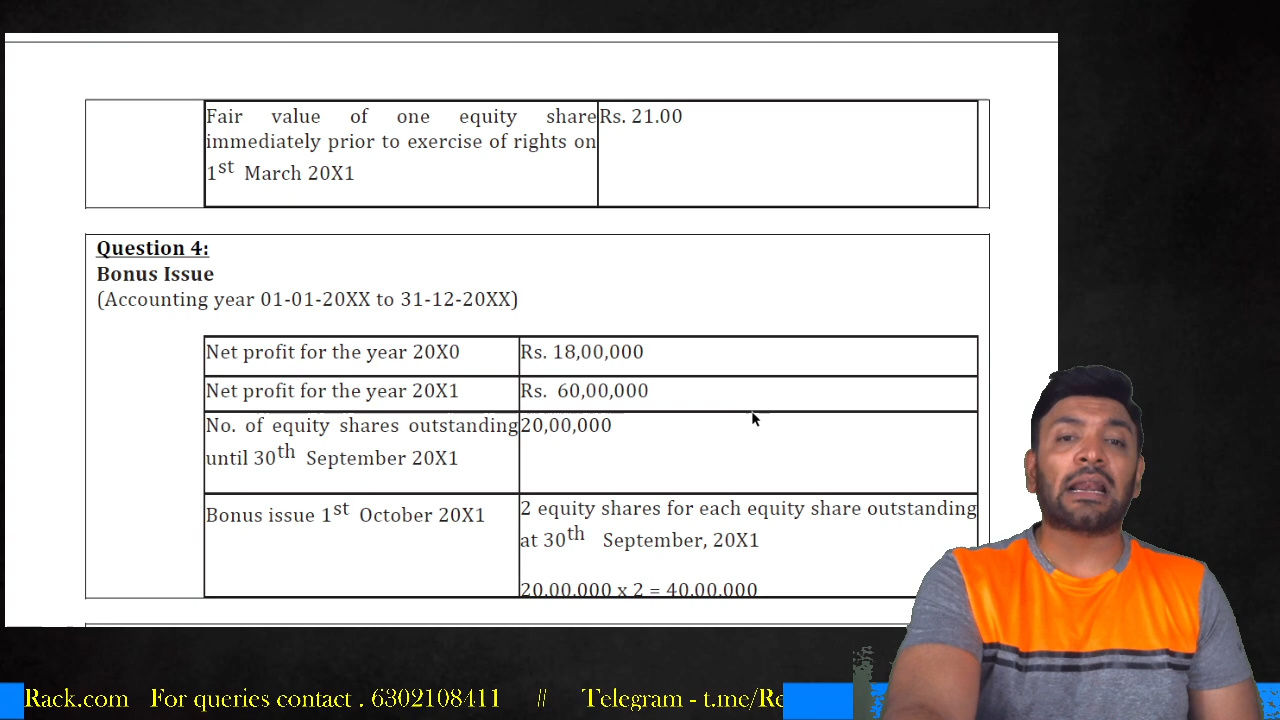 Fair value of one equity share Rs. 21.00
immediately prior to exercise of rights on
1st March 20X1
Question 4:
Bonus Issue
(Accounting year 01-01-20XX to 31-12-20XX)
Net profit for the year 20X0 Rs. 18,00,000
Net profit for the year 20X1 Rs. 60,00,000
No. of equity shares outstanding 20,00,000
until 30th September 20X1
Bonus issue 1st October 20X1
2 equity shares for each equity share outstanding
at 30th September, 20X1
20,00,000 x 2 = 40,00,000
Rack.com For queries contact . 6302108411 # Telegram - t.me/Re